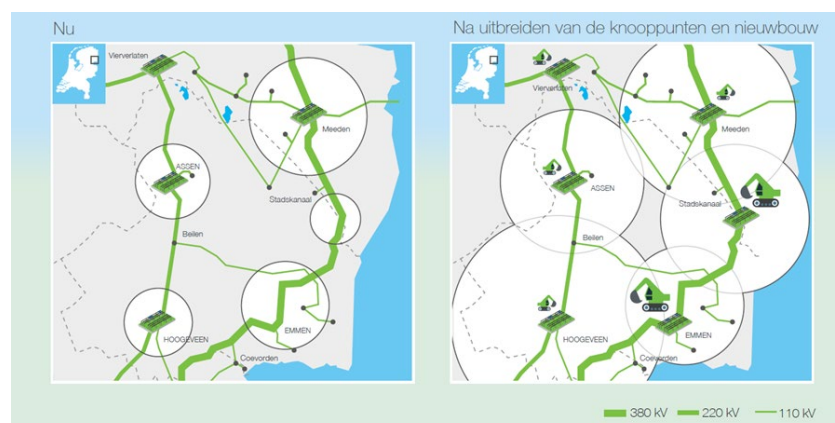 Nu
Vierverlaten
Meeden
ASSEN
Stadskanaal
Beilen
HOOGEVEEN
EMMEN
Coevorden
Na uitbreiden van de knooppunten en nieuwbouw
Vierverlaten
Meeden
ASSEN
Stadskanaal
Beilen
HOOGEVEEN
EMMEN
Coevorden
380 kV 220 kV 110 kV